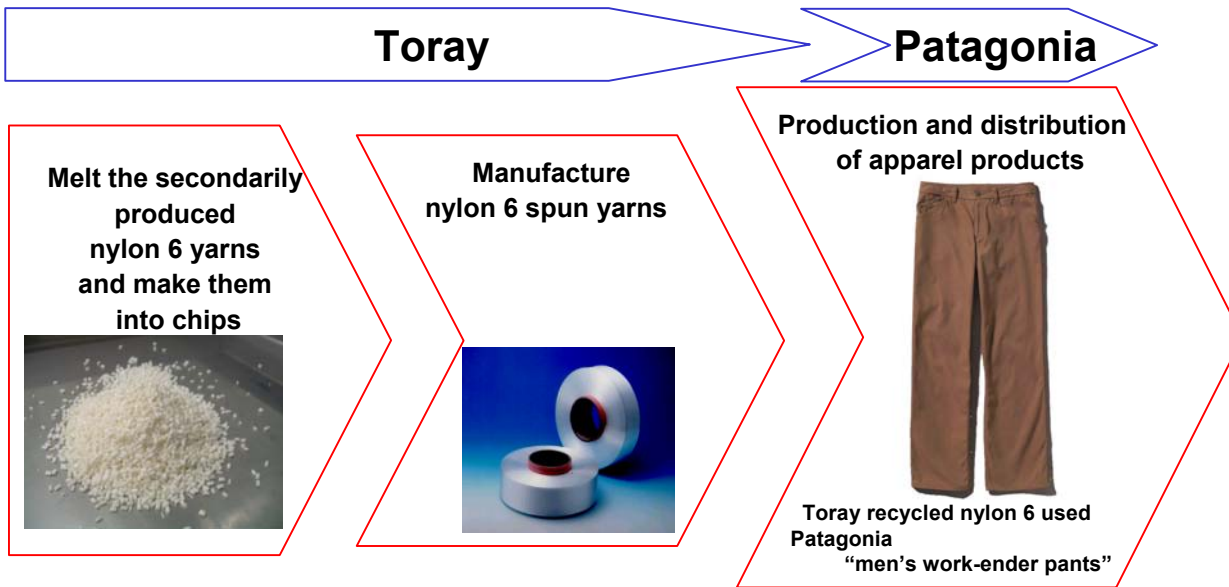 Toray
Patagonia
Melt the secondarily
produced
nylon 6 yarns
and make them
into chips
Manufacture
nylon 6 spun yarns
Production and distribution
of apparel products
Toray recycled nylon 6 used
Patagonia
“men’s work-ender pants”